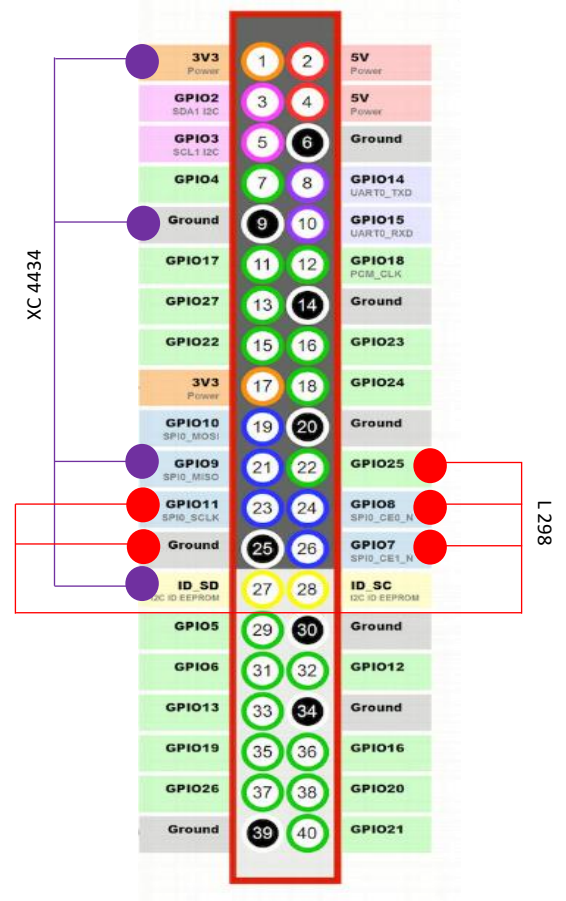 3V3
Power
1
2
5V
Power
GPIO2
SDA1 I2C
3
4
5V
Power
GPIO3
SCL1 I2C
5
6
Ground
GPIO4
7
8
GPIO14
UART0_TXD
Ground
9
10
GPIO15
UART0_RXD
GPIO17
11
12
GPIO18
PCM_CLK
GPIO27
13
14
Ground
GPIO22
15
16
GPIO23
3V3
Power
17
18
GPIO24
GPIO10
SPI0_MOSI
19
20
Ground
GPIO9
SPI0_MISO
21
22
GPIO25
GPIO11
SPI0_SCLK
23
24
GPIO8
SPI0_CE0_N
Ground
25
26
GPIO7
SPI0_CE1_N
ID_SD
I2C ID EEPROM
27
28
ID_SC
I2C ID EEPROM
GPIO5
29
30
Ground
GPIO6
31
32
GPIO12
GPIO13
33
34
Ground
GPIO19
35
36
GPIO16
GPIO26
37
38
GPIO20
Ground
39
40
GPIO21
XC 4434
L 298